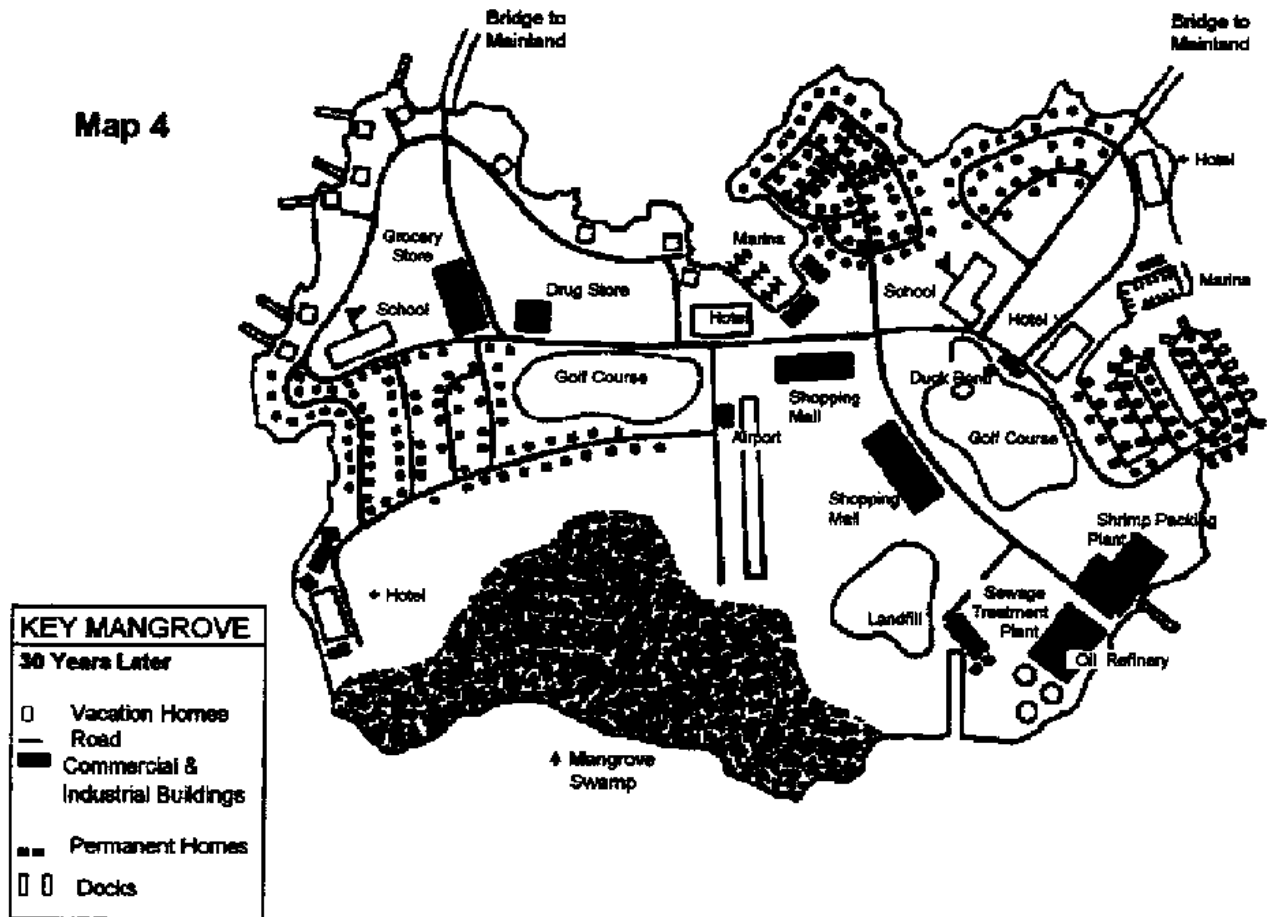 Bridge to
Mainland
Bridge to
Mainland
Map 4
Hotel
Grocery
Store
Marina
School
Marina
Drug Store
School
Hotel
Hotel
Golf Course
Shopping
Mall
Duck Pond
Airport
Golf Course
Shopping
Mall
Shrimp Packing
Plant
Hotel
Landfill
Sewage
Treatment
Plant
Oil Refinery
Mangrove
Swamp
KEY MANGROVE
30 Years Later
Vacation Homes
Road
Commercial &
Industrial Buildings
Permanent Homes
Docks